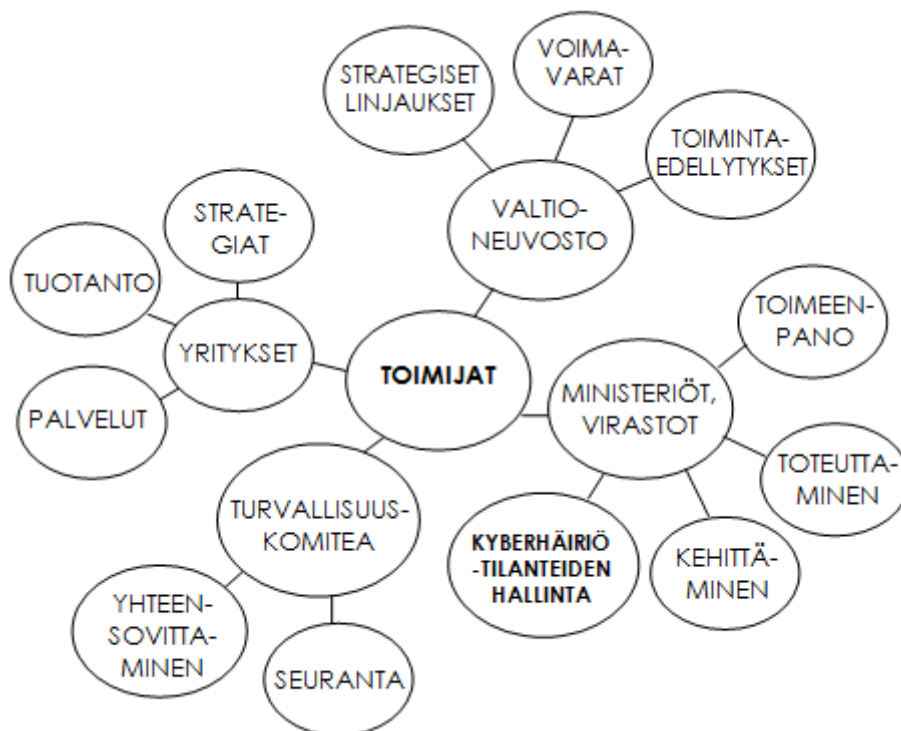 STRATEGISET
LINJAUKSET
VOIMA-
VARAT
TOIMINTA-
EDELLYTYKSET
VALTIO-
NEUVOSTO
STRATE-
GIAT
TUOTANTO
YRITYKSET
PALVELUT
TOIMIJAT
TOIMEEN-
PANO
MINISTERIÖT,
VIRASTOT
TOTEUTTA-
MINEN
KEHITTÄ-
MINEN
KYBERHÄIRIÖ
-TILANTEIDEN
HALLINTA
TURVALLISUUS-
KOMITEA
YHTEEN-
SOVITTA-
MINEN
SEURANTA